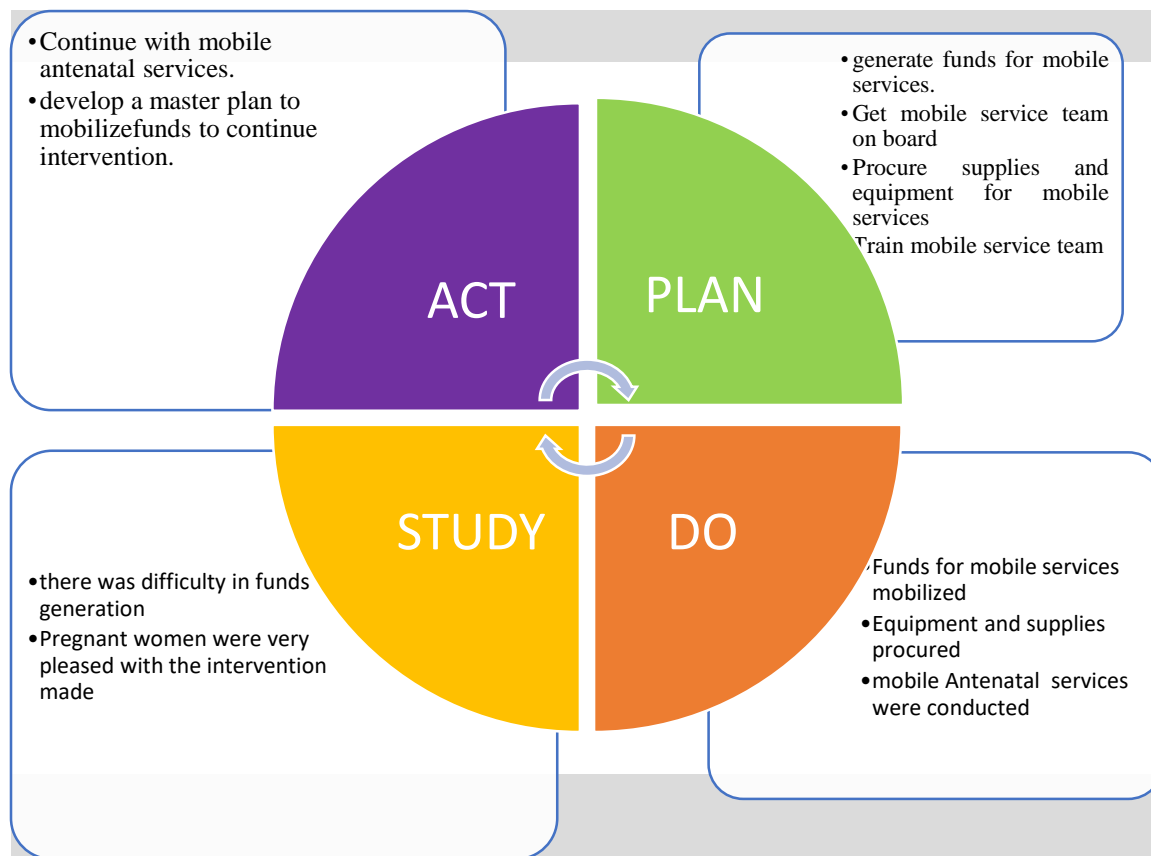 •Continue with mobile
antenatal services.
•develop a master plan to
mobilizefunds to continue
intervention.
•generate funds for mobile
services.
•Get mobile service team
on board
•Procure supplies and
equipment for mobile
services
Train mobile service team
ACT
PLAN
STUDY
DO
•there was difficulty in funds
generation
•Pregnant women were very
pleased with the intervention
made
•Funds for mobile services
mobilized
•Equipment and supplies
procured
•mobile Antenatal services
were conducted